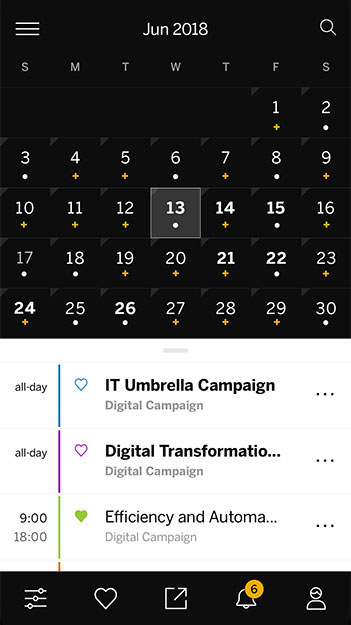 Jun 2018
S M T W T F S
1 2
3 4 5 6 7 8 9
10 11 12 13 14 15 16
17 18 19 20 21 22 23
24 25 26 27 28 29 30
all-day IT Umbrella Campaign
Digital Campaign
all-day Digital Transformatio...
Digital Campaign
9:00 Efficiency and Automa...
18:00 Digital Campaign
6